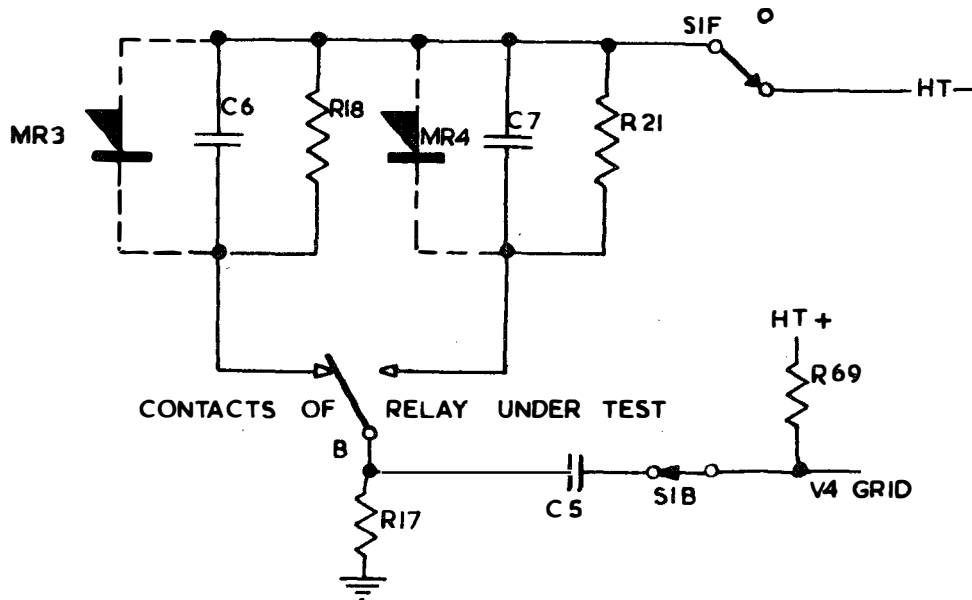 S1F
HT-
MR3
C6
R18
MR4
C7
R21
HT+
R69
CONTACTS OF RELAY UNDER TEST
B
C5
S1B
V4 GRID
R17